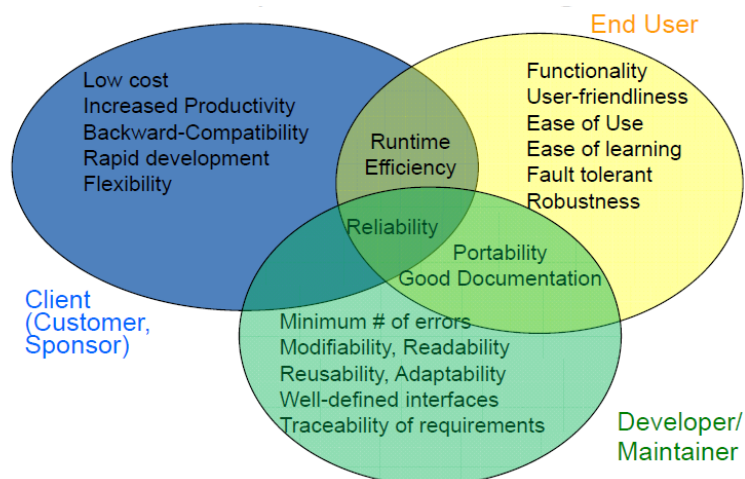 End User
Low cost
Increased Productivity
Backward-Compatibility
Rapid development
Flexibility
Runtime
Efficiency
Functionality
User-friendliness
Ease of Use
Ease of learning
Fault tolerant
Robustness
Reliability
Portability
Good Documentation
Client
(Customer,
Sponsor)
Minimum # of errors
Modifiability, Readability
Reusability, Adaptability
Well-defined interfaces
Traceability of requirements
Developer/
Maintainer